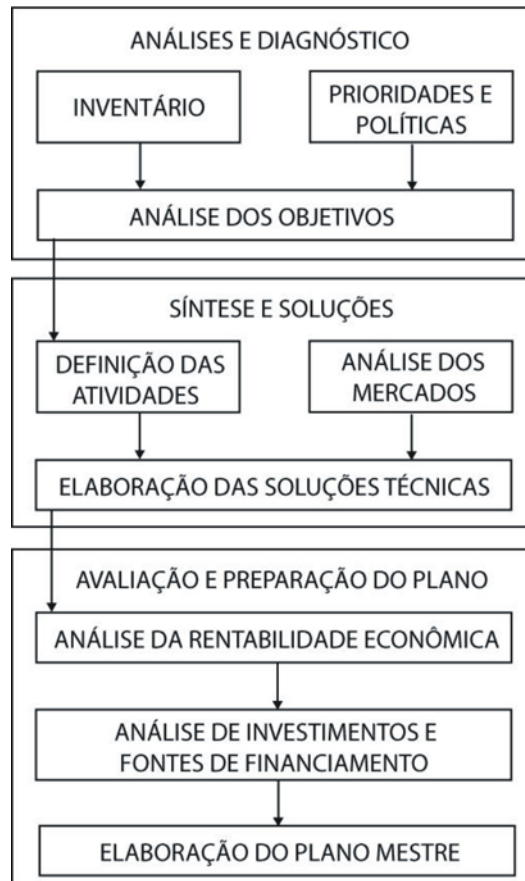 ANÁLISES E DIAGNÓSTICO
INVENTÁRIO
PRIORIDADES E
POLÍTICAS
ANÁLISE DOS OBJETIVOS
SÍNTESE E SOLUÇÕES
DEFINIÇÃO DAS
ATIVIDADES
ANÁLISE DOS
MERCADOS
ELABORAÇÃO DAS SOLUÇÕES TÉCNICAS
AVALIAÇÃO E PREPARAÇÃO DO PLANO
ANÁLISE DA RENTABILIDADE ECONÔMICA
ANÁLISE DE INVESTIMENTOS E
FONTES DE FINANCIAMENTO
ELABORAÇÃO DO PLANO MESTRE